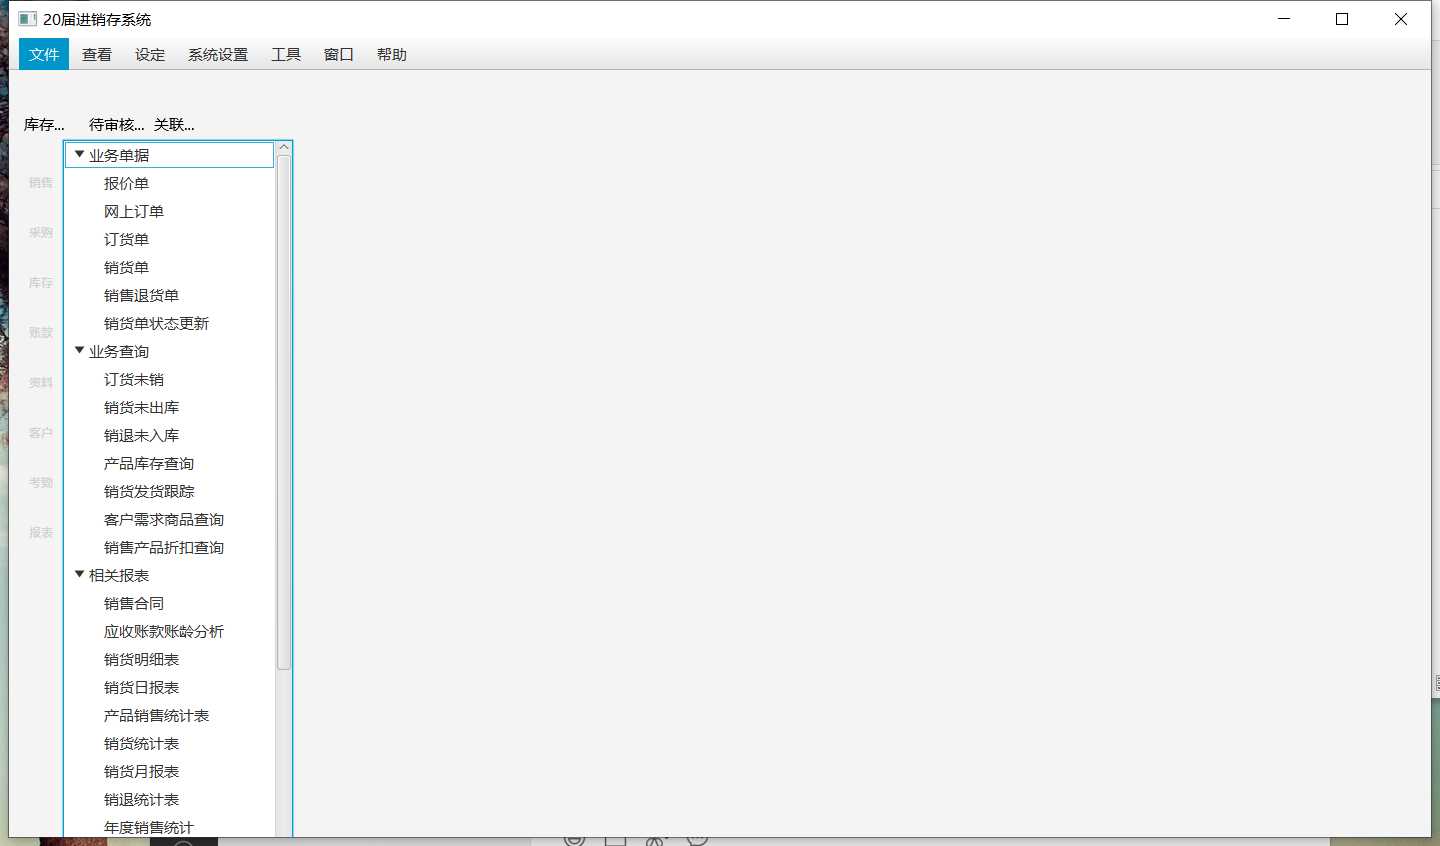 20届进销存系统
文件 查看 设定 系统设置 工具 窗口 帮助
库存... 待审核... 关联...
业务单据
报价单
销售
网上订单
采购
订货单
销货单
库存
销售退货单
销货单状态更新
账款
业务查询
订货未销
资料
销货未出库
客户
销退未入库
产品库存查询
考勤
销货发货跟踪
客户需求商品查询
报表
销售产品折扣查询
相关报表
销售合同
应收账款账龄分析
销货明细表
销货日报表
产品销售统计表
销货统计表
销货月报表
销退统计表
年度销售统计